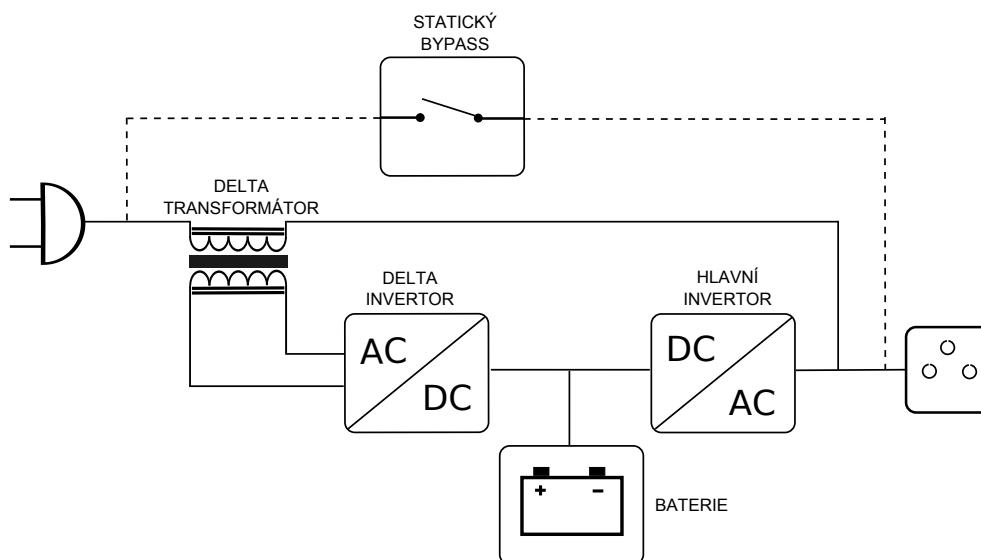 STATICKÝ
BYPASS
DELTA
TRANSFORMÁTOR
DELTA
INVERTOR
HLAVNÍ
INVERTOR
AC
DC
DC
AC
+ −
BATERIE